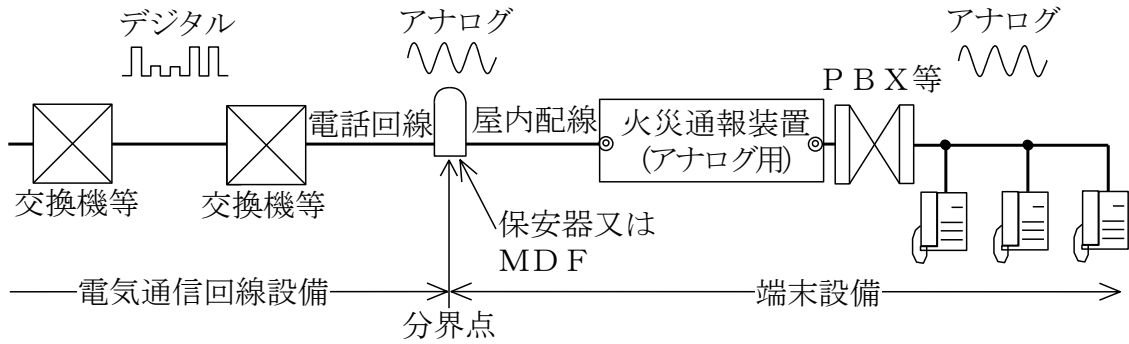 デジタル
アナログ
アナログ
ＰＢＸ等
電話回線
屋内配線
火災通報装置
(アナログ用)
交換機等
交換機等
保安器又は
ＭＤＦ
電気通信回線設備
端末設備
分界点